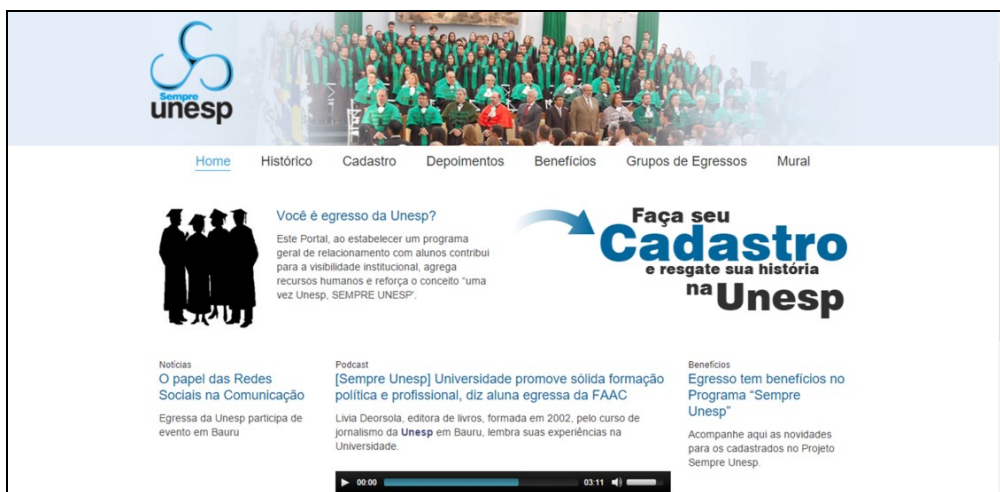 Sempre
unesp
Home Histórico Cadastro Depoimentos Benefícios Grupos de Egressos Mural
Você é egresso da Unesp?
Este Portal, ao estabelecer um programa
geral de relacionamento com alunos contribui
para a visibilidade institucional, agrega
recursos humanos e reforça o conceito “uma
vez Unesp, SEMPRE UNESP’.
Faça seu
Cadastro
e resgate sua história
na Unesp
Notícias
O papel das Redes
Sociais na Comunicação
Egressa da Unesp participa de
evento em Bauru
Podcast
[Sempre Unesp] Universidade promove sólida formação
política e profissional, diz aluna egressa da FAAC
Livia Deorsola, editora de livros, formada em 2002, pelo curso de
jornalismo da Unesp em Bauru, lembra suas experiências na
Universidade.
00:00 03:11
Benefícios
Egresso tem benefícios no
Programa “Sempre
Unesp”
Acompanhe aqui as novidades
para os cadastrados no Projeto
Sempre Unesp.